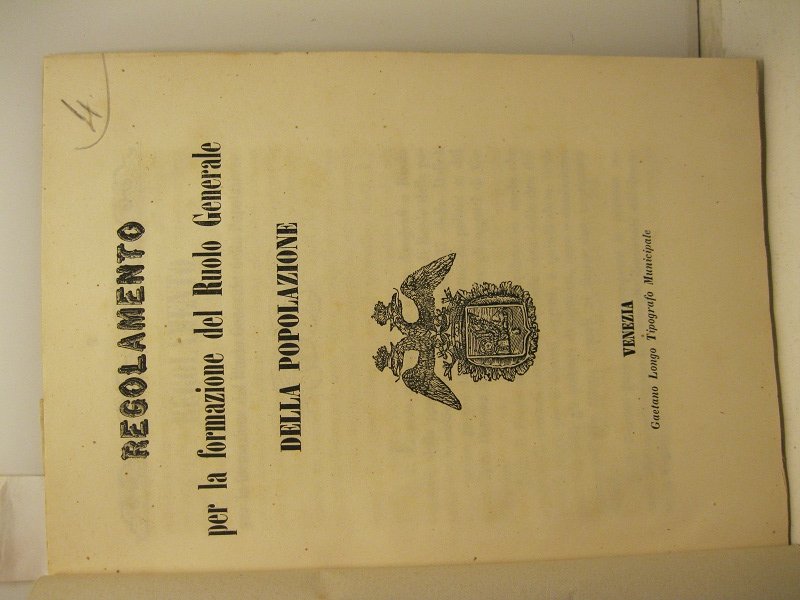 4
REGOLAMENTO
per la formazione del Ruolo Generale
DELLA POPOLAZIONE
VENEZIA
Gaetano Longo Tipografo Municipale